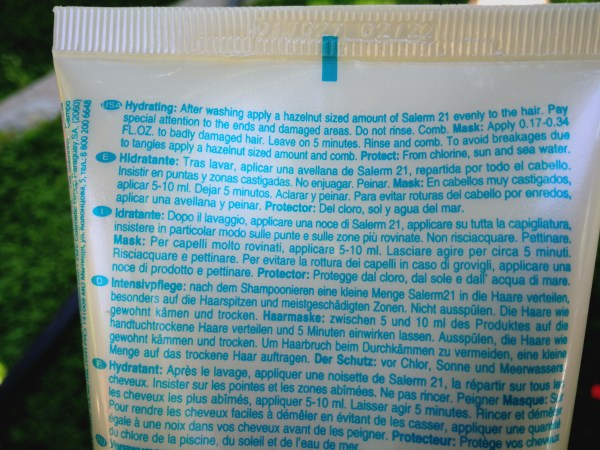 USA Hydrating: After washing apply a hazelnut sized amount of Salerm 21 evenly to the hair. Pay
special attention to the ends and damaged areas. Do not rinse. Comb. Mask: Apply 0.17-0.34
FL.OZ. to badly damaged hair. Leave on 5 minutes. Rinse and comb. To avoid breakages due
to tangles apply a hazelnut sized amount and comb. Protect: From chlorine, sun and sea water.
E Hidratante: Tras lavar, aplicar una avellana de Salerm 21, repartida por todo el cabello.
Insistir en puntas y zonas castigadas. No enjuagar. Peinar. Mask: En cabellos muy castigados,
aplicar 5-10 ml. Dejar 5 minutos. Aclarar y peinar. Para evitar roturas del cabello por enredos,
aplicar una avellana y peinar. Protector: Del cloro, sol y agua del mar.
I Idratante: Dopo il lavaggio, applicare una noce di Salerm 21, applicare su tutta la capigliatura,
insistere in particolar modo sulle punte e sulle zone più rovinate. Non risciacquare. Pettinare.
Mask: Per capelli molto rovinati, applicare 5-10 ml. Lasciare agire per circa 5 minuti.
Risciacquare e pettinare. Per evitare la rottura dei capelli in caso di grovigli, applicare una
noce di prodotto e pettinare. Protector: Protegge dal cloro, dal sole e dall' acqua di mare.
D Intensivpflege: nach dem Shampoonieren eine kleine Menge Salerm21 in die Haare verteilen,
besonders auf die Haarspitzen und meistgeschädigten Zonen. Nicht ausspülen. Die Haare wie
gewohnt kämen und trocken. Haarmaske: zwischen 5 und 10 ml des Produktes auf die
handtuchtrockene Haare verteilen und 5 Minuten einwirken lassen. Ausspülen, die Haare wie
gewohnt kämmen und trocken. Um Haarbruch beim Durchkämmen zu vermeiden, eine kleine
Menge auf das trockene Haar auftragen. Der Schutz: vor Chlor, Sonne und Meerwasser.
F Hydratant: Après le lavage, appliquer une noisette de Salerm 21, la répartir sur tous les
cheveux. Insister sur les pointes et les zones abîmées. Ne pas rincer. Peigner Masque: Sur
les cheveux les plus abîmés, appliquer 5-10 ml. Laisser agir 5 minutes. Rincer et démêler
Pour rendre les cheveux faciles à démêler en évitant de les casser, appliquer une quantité
égale à une noix dans vos cheveux avant de les peigner. Protecteur: Protège vos cheveux
du chlore de la piscine, du soleil et de l'eau de mer